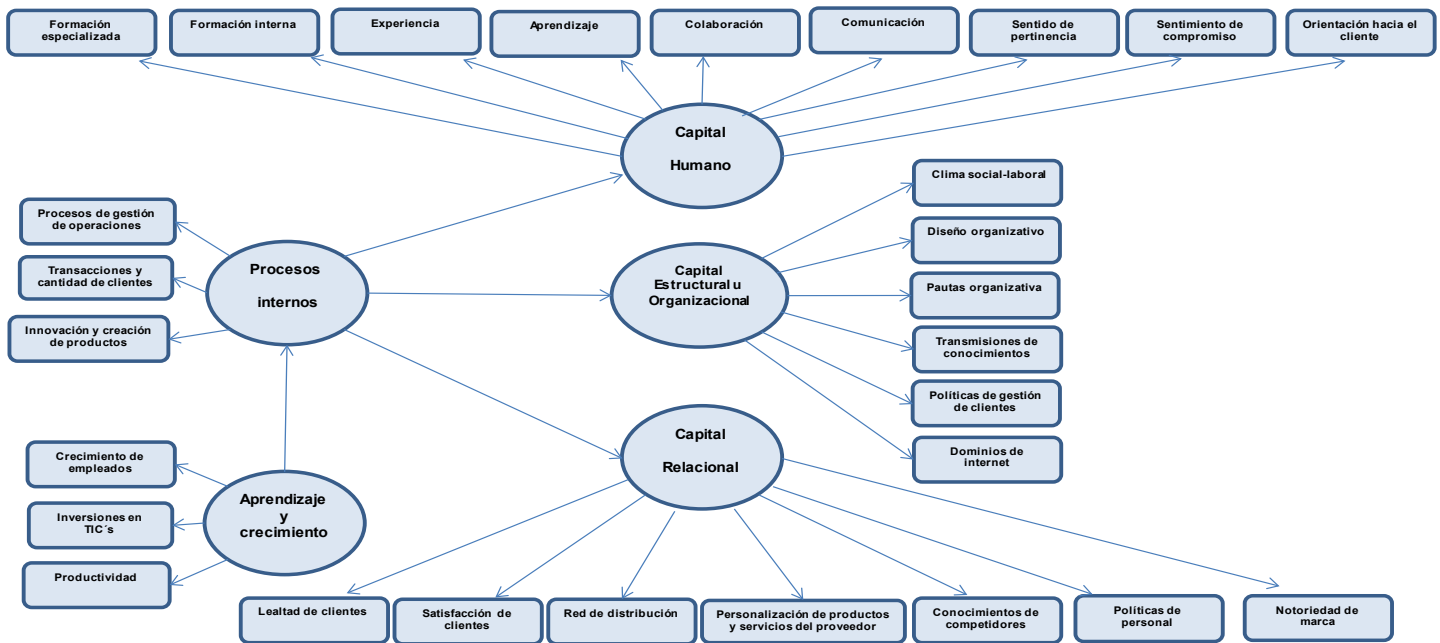 Formación
especializada
Formación interna
Experiencia
Aprendizaje
Colaboración
Comunicación
Sentido de
pertinencia
Sentimiento de
compromiso
Orientación hacia el
cliente
Capital
Humano
Clima social-laboral
Diseño organizativo
Pautas organizativa
Transmisiones de
conocimientos
Políticas de gestión
de clientes
Dominios de
internet
Procesos de gestión
de operaciones
Transacciones y
cantidad de clientes
Innovación y creación
de productos
Procesos
internos
Capital
Estructural u
Organizacional
Capital
Relacional
Crecimiento de
empleados
Inversiones en
TIC´s
Productividad
Aprendizaje
y
crecimiento
Lealtad de clientes
Satisfacción de
clientes
Red de distribución
Personalización de productos
y servicios del proveedor
Conocimientos de
competidores
Políticas de
personal
Notoriedad de
marca